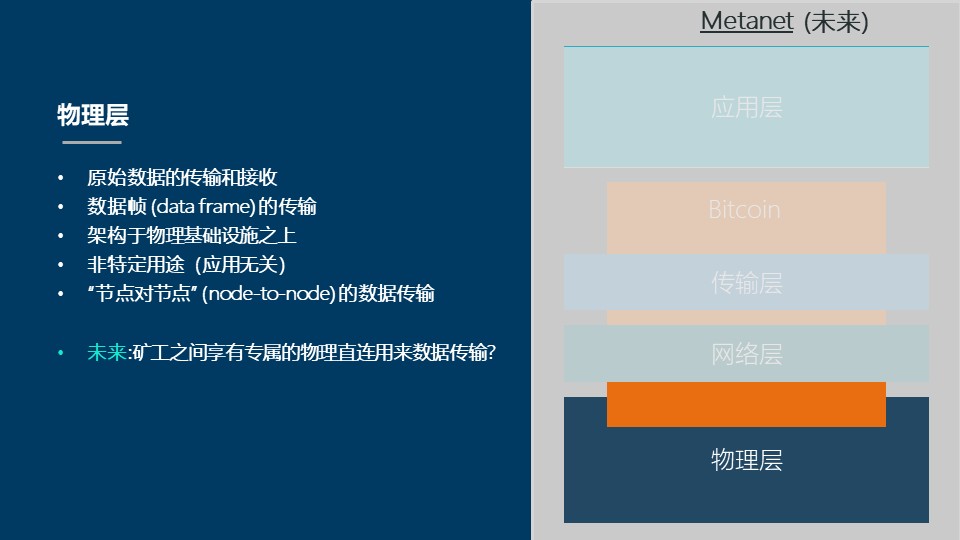 物理层
• 原始数据的传输和接收
• 数据帧 (data frame) 的传输
• 架构于物理基础设施之上
• 非特定用途（应用无关）
• “节点对节点” (node-to-node) 的数据传输
• 未来:矿工之间享有专属的物理直连用来数据传输?
Metanet (未来)
应用层
Bitcoin
传输层
网络层
物理层